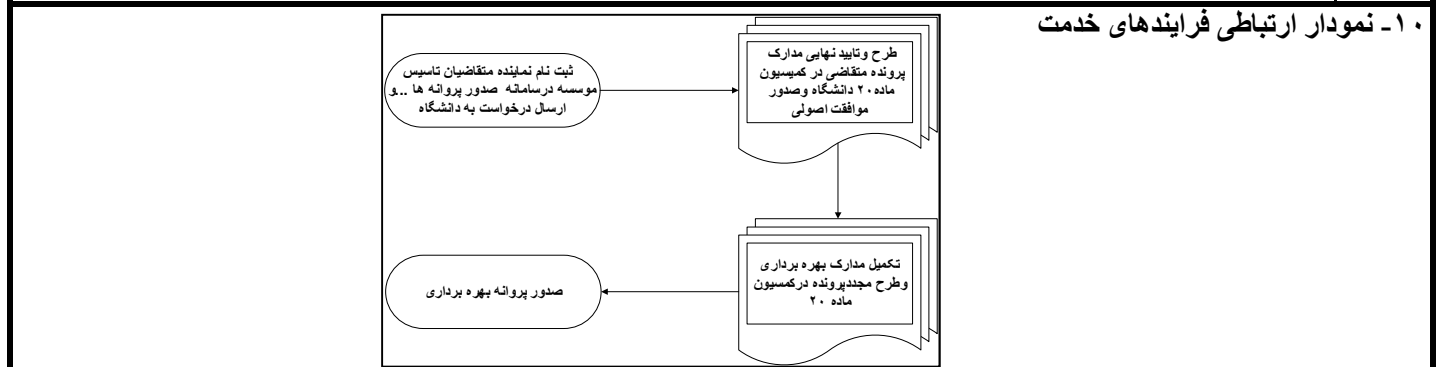 ۱۰- نمودار ارتباطی فرایندهای خدمت
ثبت نام نماینده متقاضیان تاسیس
موسسه درسامانه صدور پروانه ها ...و
ارسال درخواست به دانشگاه
طرح وتایید نهایی مدارک
پرونده متقاضی در کمیسیون
ماده۲۰ دانشگاه وصدور
موافقت اصولی
تکمیل مدارک بهره برداری
وطرح مجددپرونده درکمسیون
ماده ۲۰
صدور پروانه بهره برداری